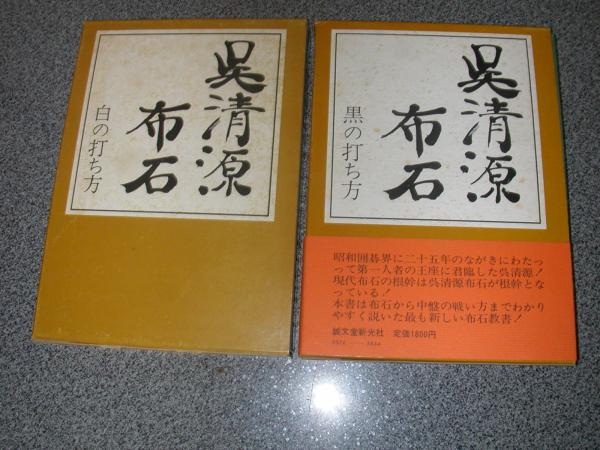 呉清源
布石
白の打ち方
呉清源
布石
黒の打ち方
昭和囲碁界に二十五年のながきにわたっ
って第一人者の王座に君臨した呉清源!
現代布石の根幹は呉清源布石が根幹とな
っている!
本書は布石から中盤の戦い方までわかり
やすく説いた最も新しい布石教書!
誠文堂新光社 定価1800円